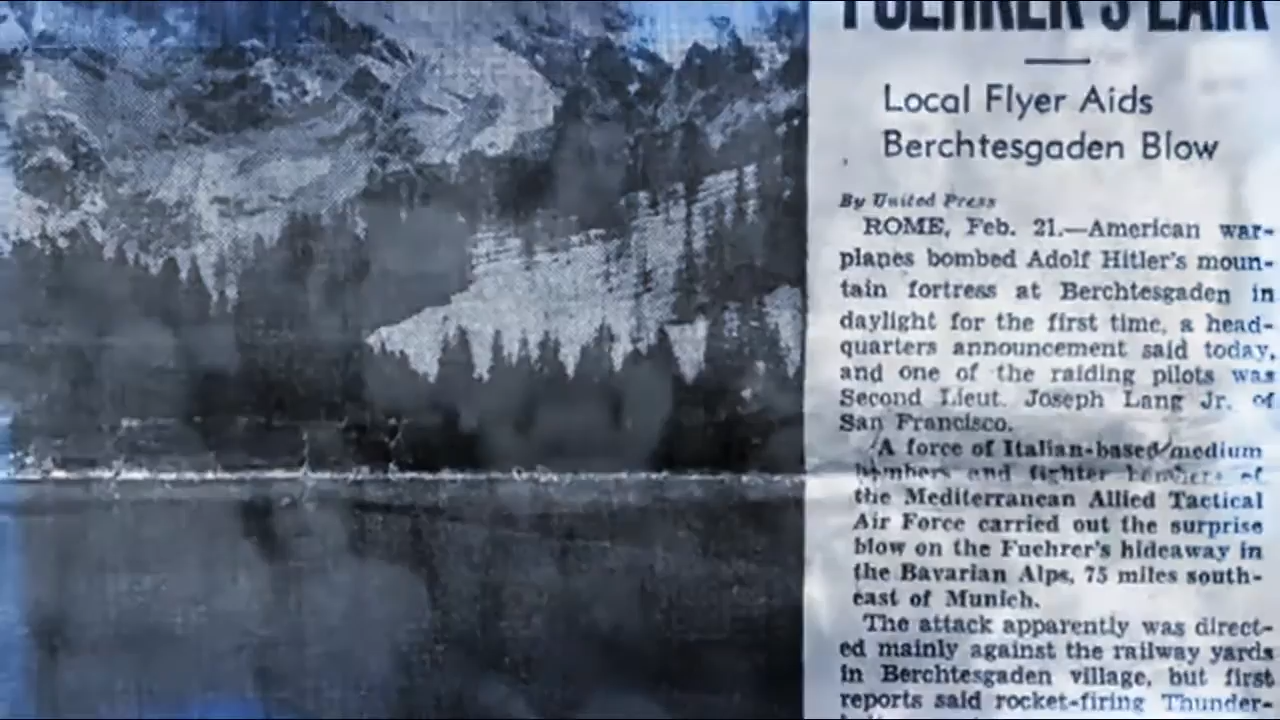 FUEHRER'S LAIR
Local Flyer Aids
Berchtesgaden Blow
By United Press
ROME, Feb. 21.—American war-
planes bombed Adolf Hitler's moun-
tain fortress at Berchtesgaden in
daylight for the first time, a head-
quarters announcement said today,
and one of the raiding pilots was
Second Lieut. Joseph Lang Jr. of
San Francisco.
A force of Italian-based medium
bombers and fighter bombers of
the Mediterranean Allied Tactical
Air Force carried out the surprise
blow on the Fuehrer's hideaway in
the Bavarian Alps, 75 miles south-
east of Munich.
The attack apparently was direct-
ed mainly against the railway yards
in Berchtesgaden village, but first
reports said rocket-firing Thunder-